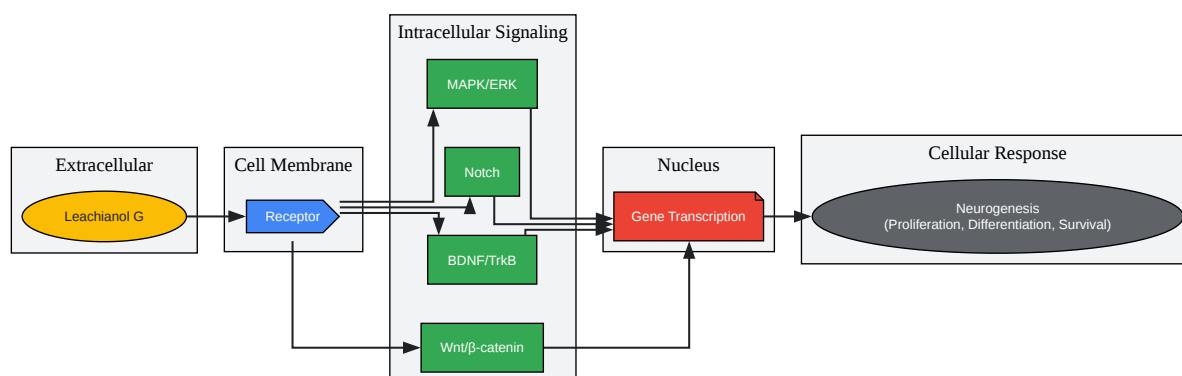 Extracellular
Leachianol G
Cell Membrane
Receptor
Intracellular Signaling
MAPK/ERK
Notch
BDNF/TrkB
Wnt/β-catenin
Nucleus
Gene Transcription
Cellular Response
Neurogenesis
(Proliferation, Differentiation, Survival)